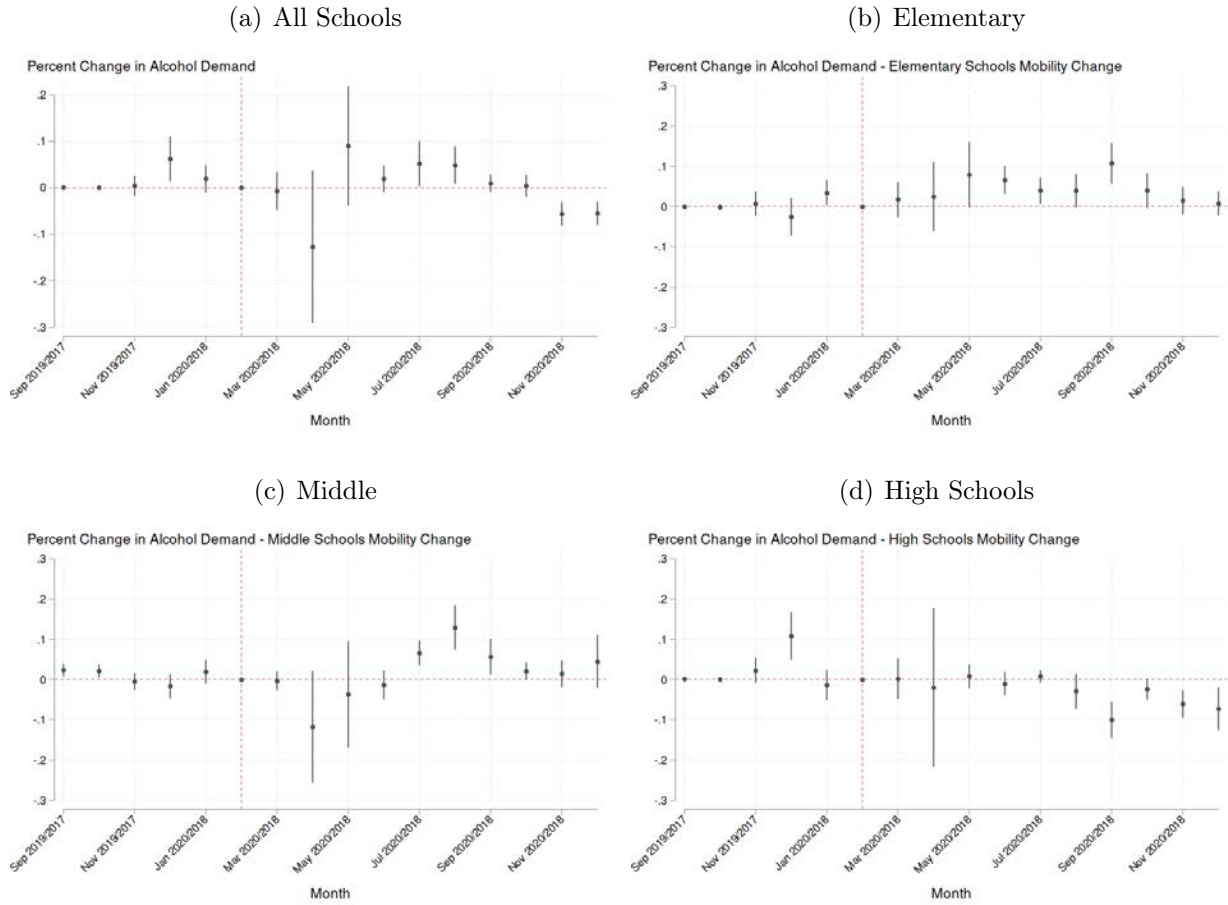 (a) All Schools
Percent Change in Alcohol Demand
.2
.1
0
-.1
-.2
-.3
Sep 2019/2017
Nov 2019/2017
Jan 2020/2018
Mar 2020/2018
May 2020/2018
Jul 2020/2018
Sep 2020/2018
Nov 2020/2018
Month
(b) Elementary
Percent Change in Alcohol Demand - Elementary Schools Mobility Change
.3
.2
.1
0
-.1
-.2
-.3
Sep 2019/2017
Nov 2019/2017
Jan 2020/2018
Mar 2020/2018
May 2020/2018
Jul 2020/2018
Sep 2020/2018
Nov 2020/2018
Month
(c) Middle
Percent Change in Alcohol Demand - Middle Schools Mobility Change
.3
.2
.1
0
-.1
-.2
-.3
Sep 2019/2017
Nov 2019/2017
Jan 2020/2018
Mar 2020/2018
May 2020/2018
Jul 2020/2018
Sep 2020/2018
Nov 2020/2018
Month
(d) High Schools
Percent Change in Alcohol Demand - High Schools Mobility Change
.3
.2
.1
0
-.1
-.2
-.3
Sep 2019/2017
Nov 2019/2017
Jan 2020/2018
Mar 2020/2018
May 2020/2018
Jul 2020/2018
Sep 2020/2018
Nov 2020/2018
Month